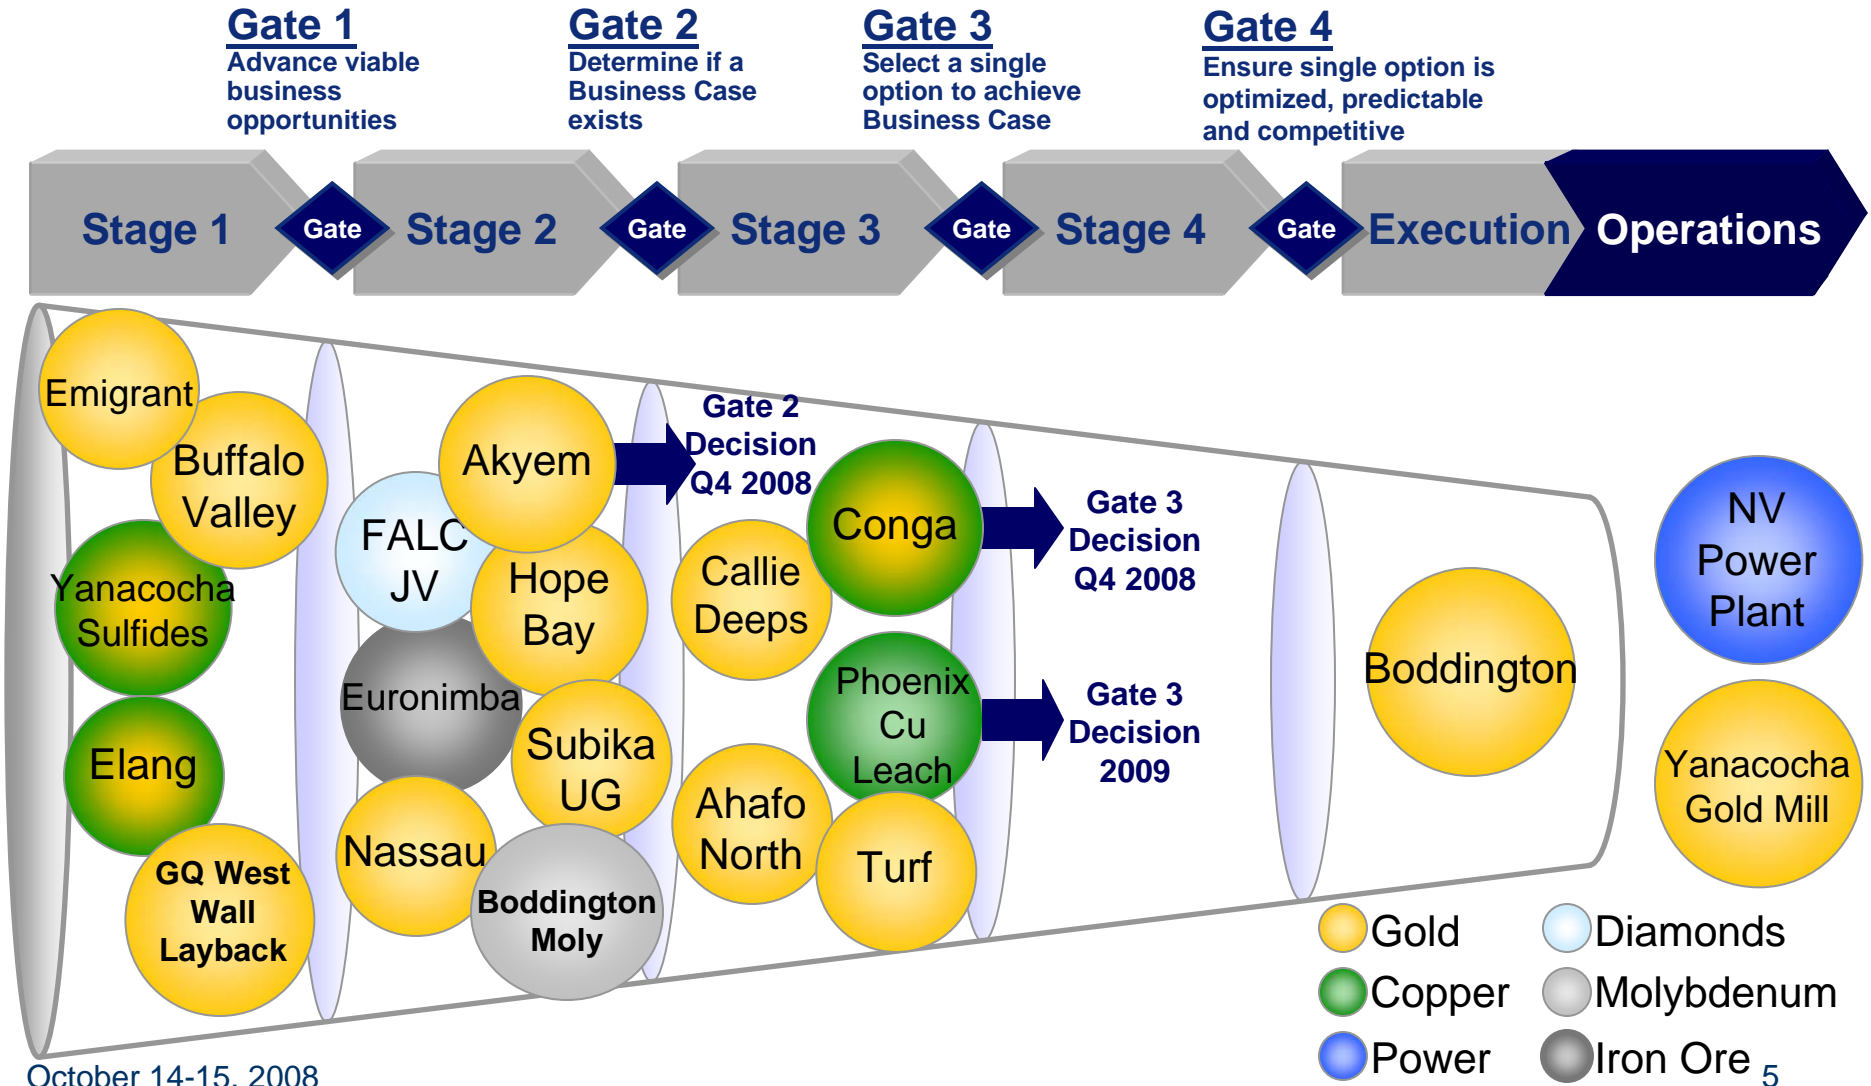 Gate 1
Advance viable
business
opportunities
Gate 2
Determine if a
Business Case
exists
Gate 3
Select a single
option to achieve
Business Case
Gate 4
Ensure single option is
optimized, predictable
and competitive
Stage 1
Gate
Stage 2
Gate
Stage 3
Gate
Stage 4
Gate
Execution
Operations
Emigrant
Buffalo
Valley
Yanacocha
Sulfides
Elang
GQ West
Wall
Layback
Akyem
Gate 2
Decision
Q4 2008
FALC
JV
Hope
Bay
Euronimba
Subika
UG
Nassau
Boddington
Moly
Callie
Deeps
Conga
Gate 3
Decision
Q4 2008
Phoenix
Cu
Leach
Gate 3
Decision
2009
Ahafo
North
Turf
Boddington
NV
Power
Plant
Yanacocha
Gold Mill
Gold
Diamonds
Copper
Molybdenum
Power
Iron Ore
October 14-15, 2008
5